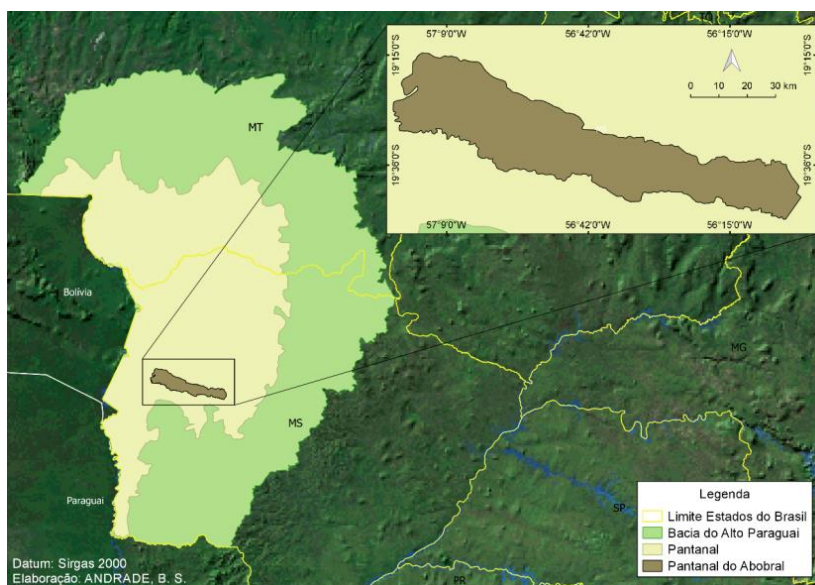 57°9'0"W 56°42'0"W 56°15'0"W
19°15'0"S 19°15'0"S
0 10 20 30 km
19°36'0"S 19°36'0"S
57°9'0"W 56°42'0"W 56°15'0"W
MT
Bolívia
MG
MS
Paraguai
SP
PR
Legenda
Limite Estados do Brasil
Bacia do Alto Paraguai
Pantanal
Pantanal do Abobral
Datum: Sirgas 2000
Elaboração: ANDRADE, B. S.